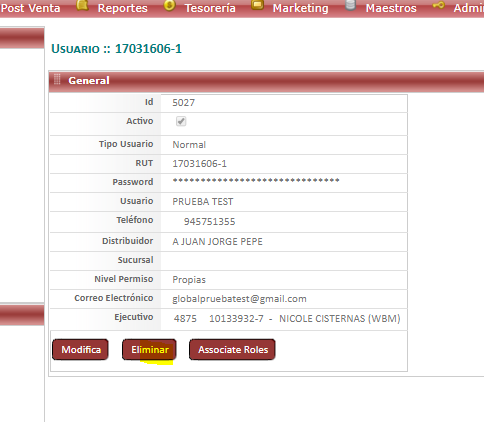 Post Venta Reportes Tesorería Marketing Maestros Admi
USUARIO :: 17031606-1
General
Id 5027
Activo
Tipo Usuario Normal
RUT 17031606-1
Password ******************************
Usuario PRUEBA TEST
Teléfono 945751355
Distribuidor A JUAN JORGE PEPE
Sucursal
Nivel Permiso Propias
Correo Electrónico globalpruebatest@gmail.com
Ejecutivo 4875 10133932-7 - NICOLE CISTERNAS (WBM)
Modifica Eliminar Associate Roles